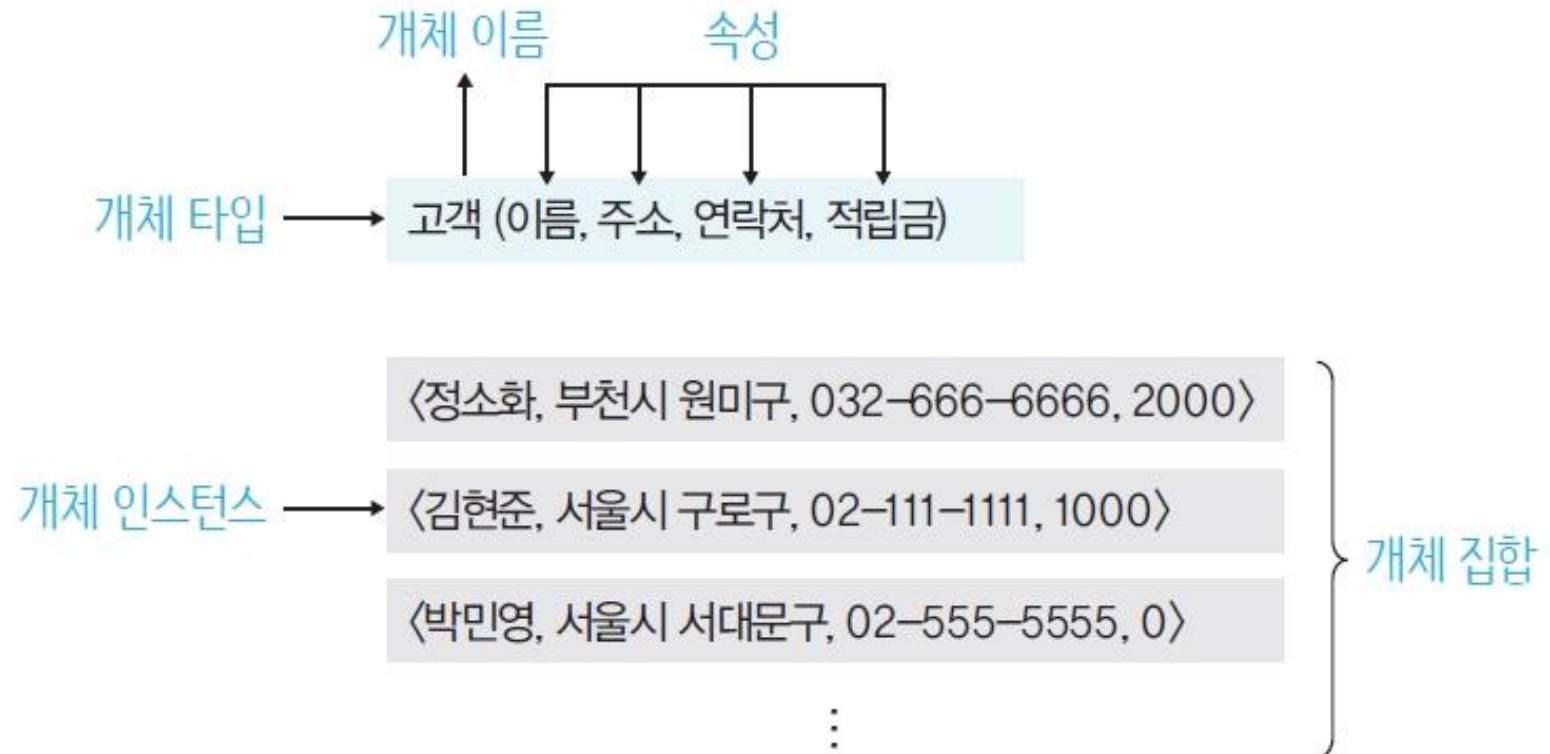 개체 이름 속성
개체 타입 고객 (이름, 주소, 연락처, 적립금)
〈정소화, 부천시 원미구, 032-666-6666, 2000〉
개체 인스턴스 〈김현준, 서울시 구로구, 02-111-1111, 1000〉
개체 집합
〈박민영, 서울시 서대문구, 02-555-5555, 0〉
⋮